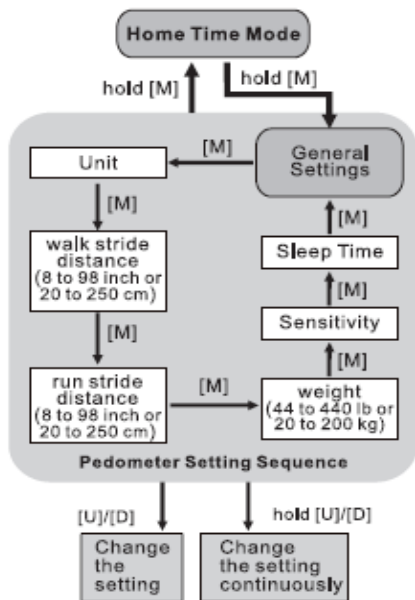 Home Time Mode
hold [M]
hold [M]
Unit
[M]
General
Settings
[M]
[M]
walk stride
distance
(8 to 98 inch or
20 to 250 cm)
Sleep Time
[M]
Sensitivity
[M]
[M]
run stride
distance
(8 to 98 inch or
20 to 250 cm)
[M]
weight
(44 to 440 lb or
20 to 200 kg)
Pedometer Setting Sequence
[U]/[D]
hold [U]/[D]
Change
the
setting
Change
the setting
continuously